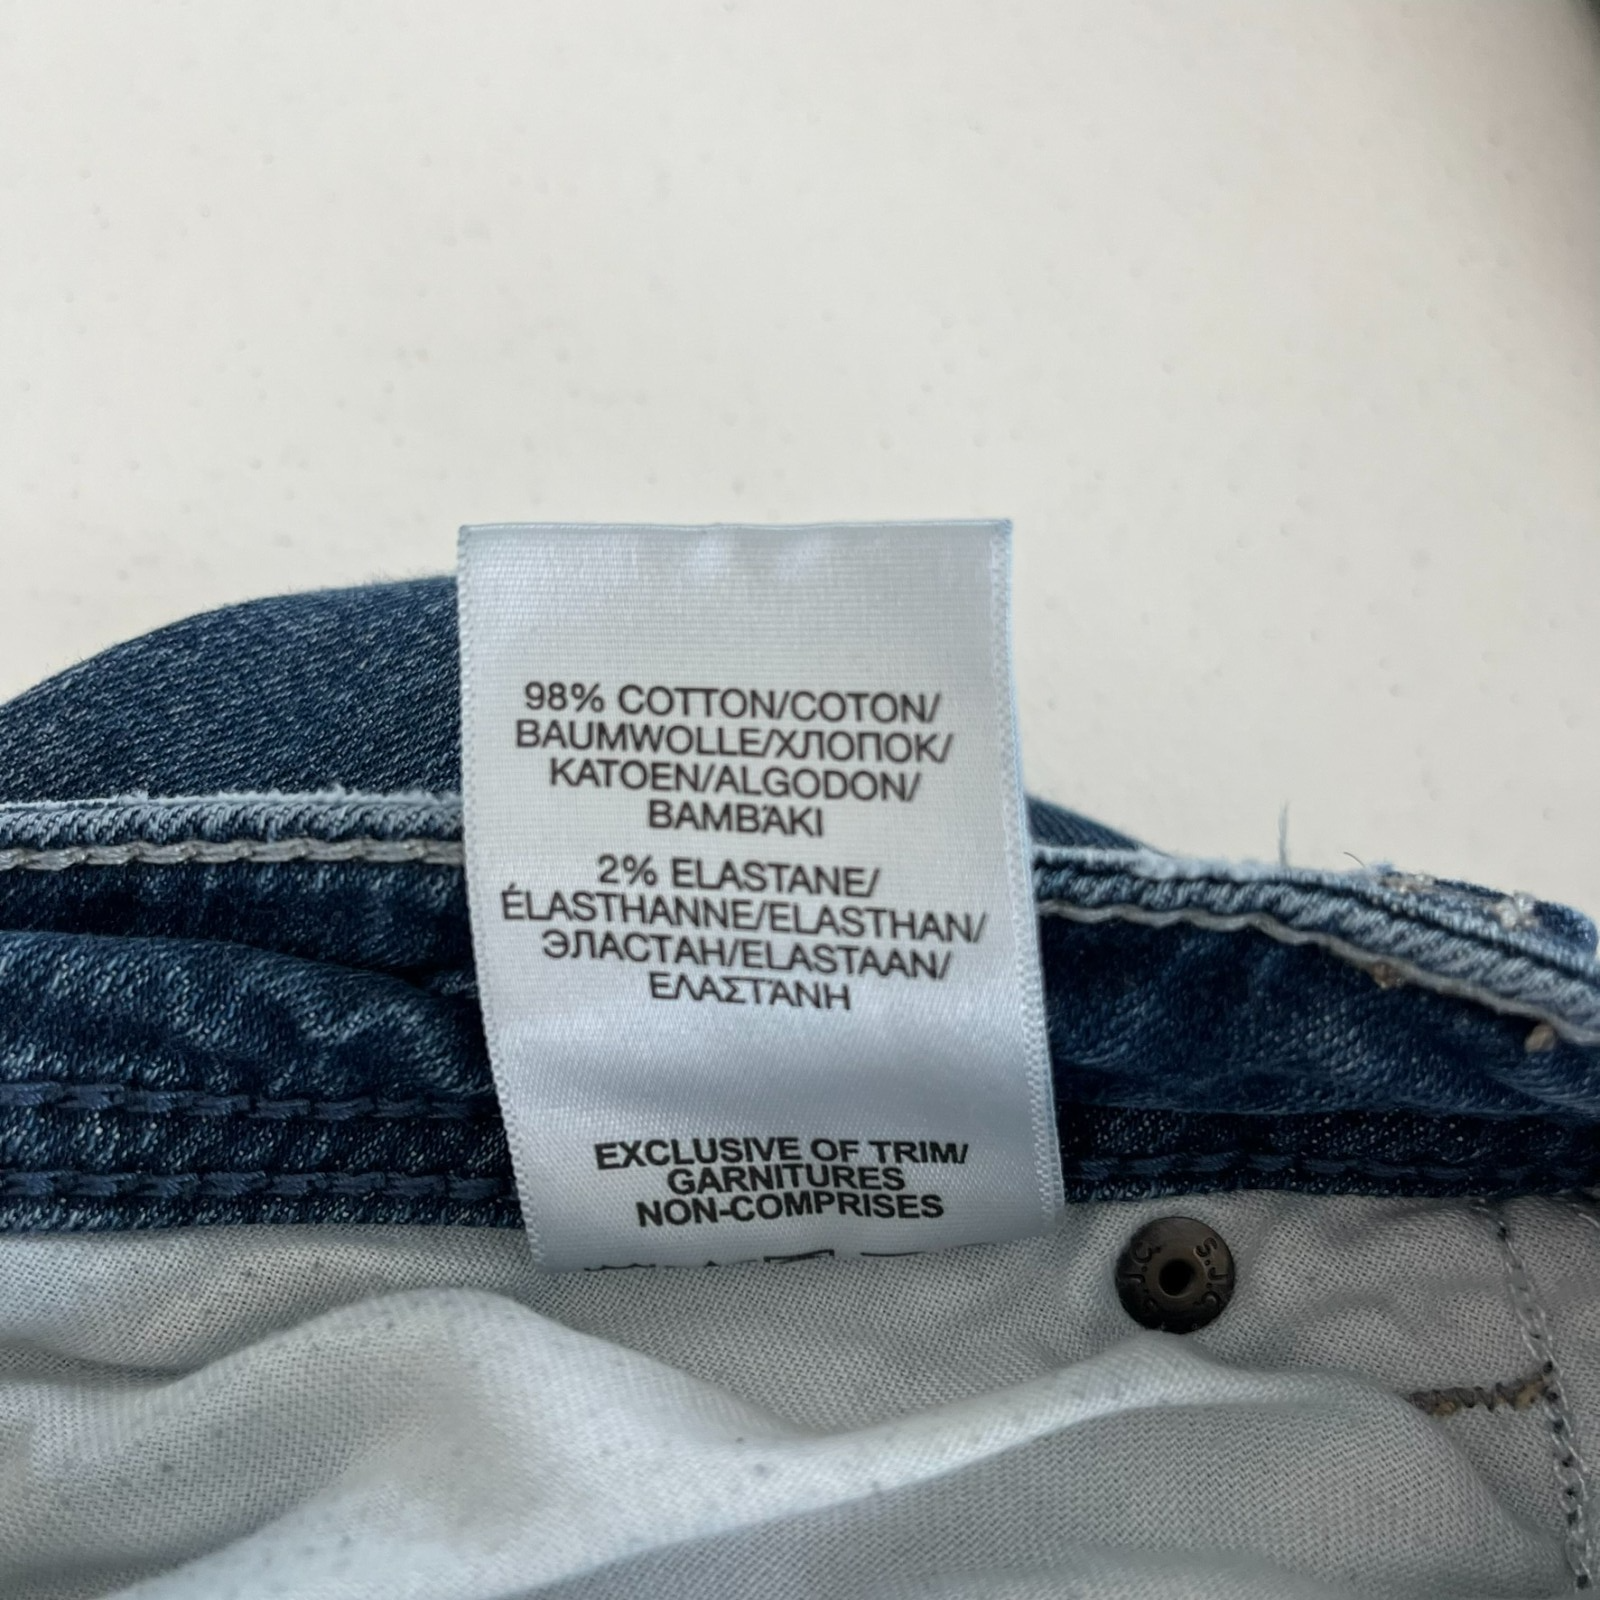 98% COTTON/COTON/
BAUMWOLLE/ХЛОПОК/
KATOEN/ALGODON/
ΒΑΜΒΆΚΙ
2% ELASTANE/
ÉLASTHANNE/ELASTHAN/
ЭЛАСТАН/ELASTAAN/
ΕΛΑΣΤΆΝΗ
EXCLUSIVE OF TRIM/
GARNITURES
NON-COMPRISES